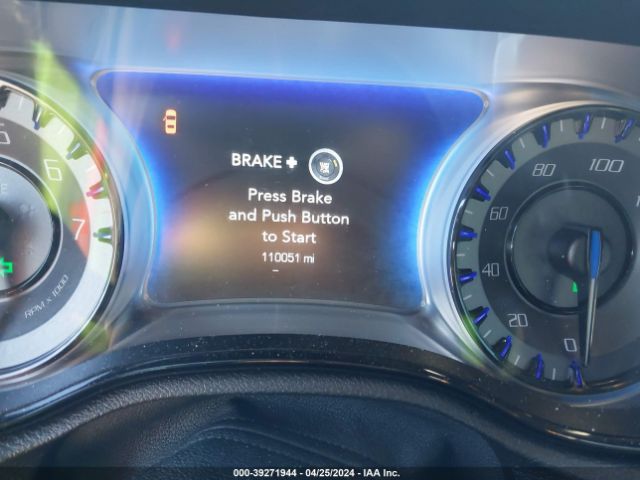 BRAKE +
Press Brake
and Push Button
to Start
110051 mi
5
6
7
RPM x 1000
0
20
40
60
80
100
000-39271944 - 04/25/2024 - IAA Inc.